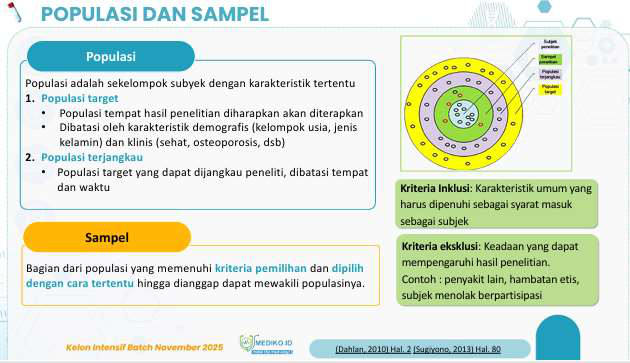 POPULASI DAN SAMPEL
Populasi
Populasi adalah sekelompok subyek dengan karakteristik tertentu
1. Populasi target
• Populasi tempat hasil penelitian diharapkan akan diterapkan
• Dibatasi oleh karakteristik demografis (kelompok usia, jenis
kelamin) dan klinis (sehat, osteoporosis, dsb)
2. Populasi terjangkau
• Populasi target yang dapat dijangkau peneliti, dibatasi tempat
dan waktu
Sampel
Bagian dari populasi yang memenuhi kriteria pemilihan dan dipilih
dengan cara tertentu hingga dianggap dapat mewakili populasinya.
Subjek
penelitian
Sampel
penelitian
Populasi
terjangkau
Populasi
target
Kriteria Inklusi: Karakteristik umum yang
harus dipenuhi sebagai syarat masuk
sebagai subjek
Kriteria eksklusi: Keadaan yang dapat
mempengaruhi hasil penelitian.
Contoh : penyakit lain, hambatan etis,
subjek menolak berpartisipasi
Kelon Intensif Batch November 2025
MEDIKO.ID
(Dahlan, 2010) Hal. 2 (Sugiyono, 2013) Hal. 80